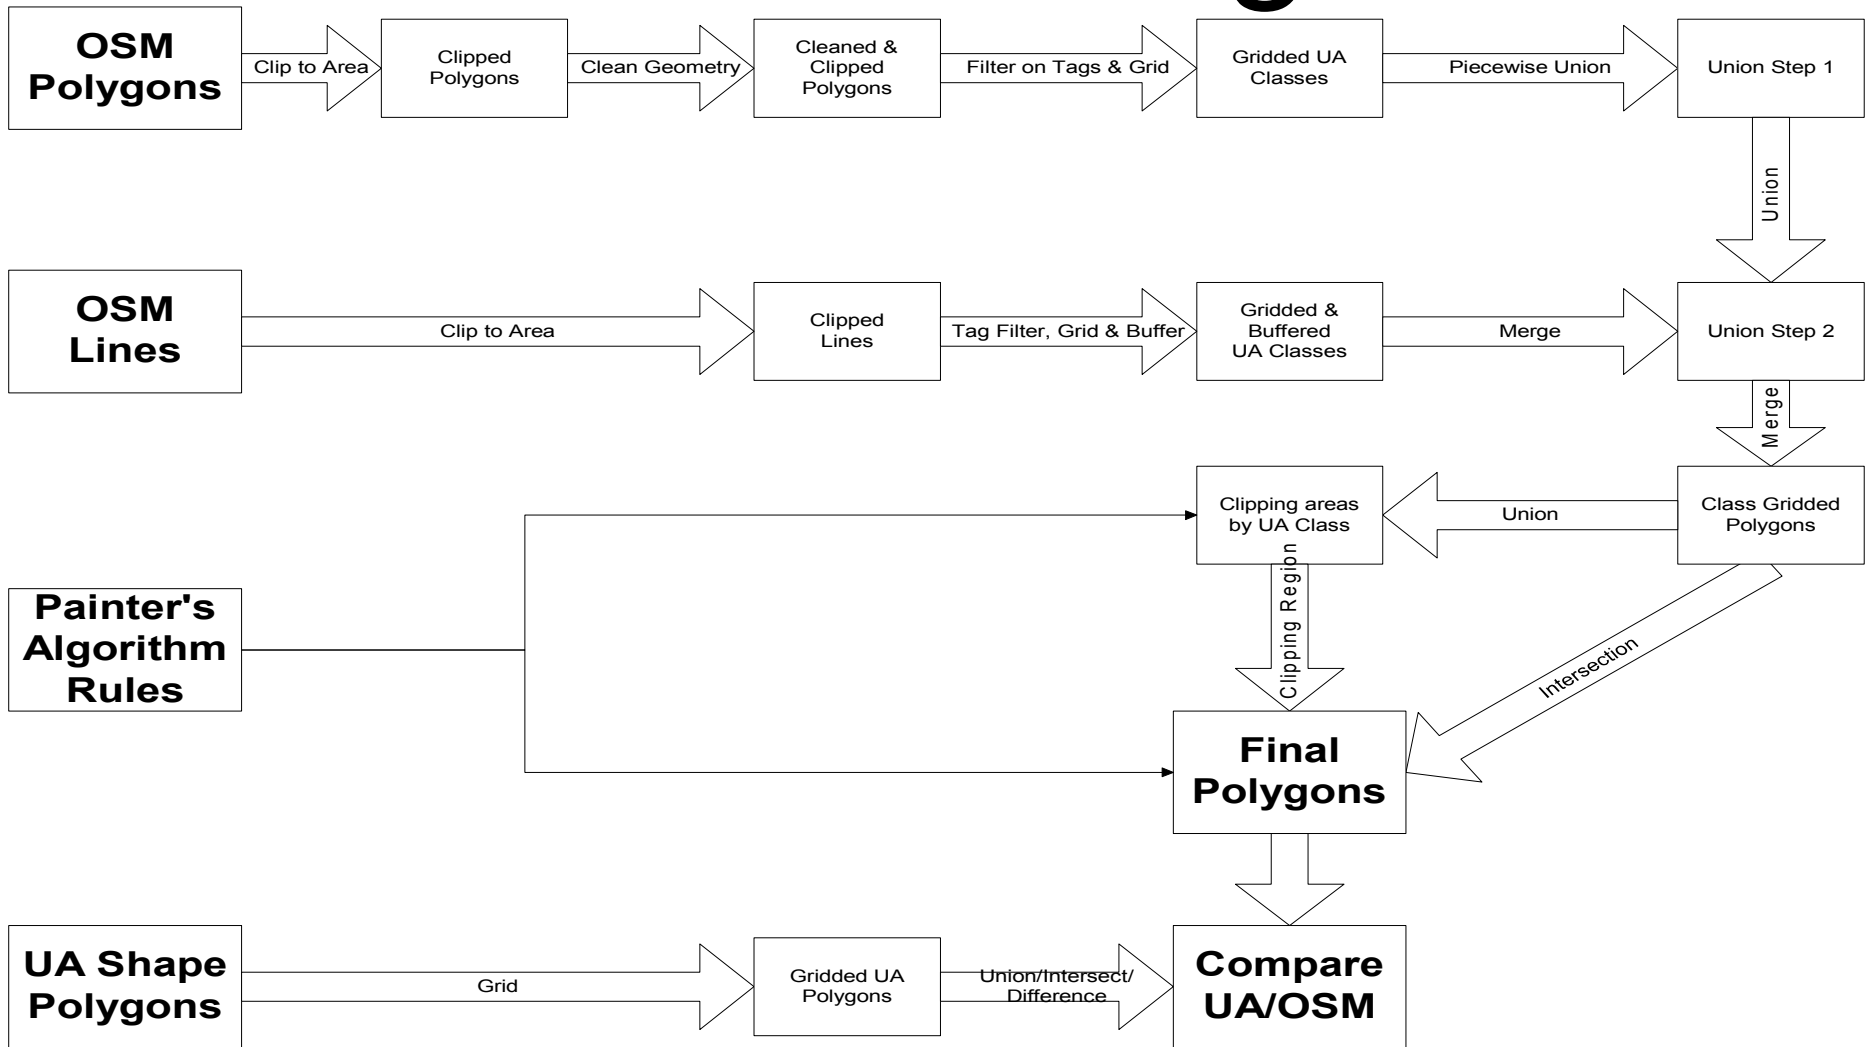 OSM
Polygons
Clip to Area
Clipped
Polygons
Clean Geometry
Cleaned &
Clipped
Polygons
Filter on Tags & Grid
Gridded UA
Classes
Piecewise Union
Union Step 1
Union
OSM
Lines
Clip to Area
Clipped
Lines
Tag Filter, Grid & Buffer
Gridded &
Buffered
UA Classes
Merge
Union Step 2
Merge
Clipping areas
by UA Class
Union
Class Gridded
Polygons
Clipping Region
Intersection
Painter's
Algorithm
Rules
Final
Polygons
UA Shape
Polygons
Grid
Gridded UA
Polygons
Union/Intersect/
Difference
Compare
UA/OSM